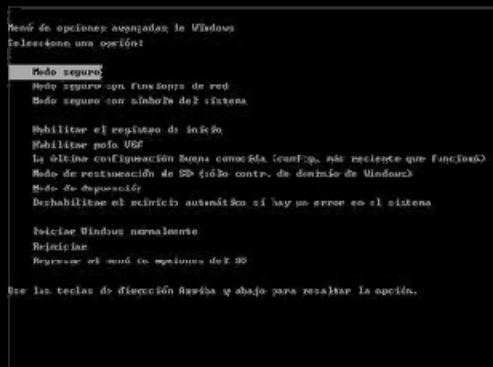 Menú de opciones avanzadas de Windows
Seleccione una opción:
Modo seguro
Modo seguro con funciones de red
Modo seguro con símbolo del sistema
Habilitar el registro de inicio
Habilitar modo VGA
La última configuración buena conocida (config. más reciente que funcionó)
Modo de restauración de SD (sólo contr. de dominio de Windows)
Modo de depuración
Deshabilitar el reinicio automático si hay un error en el sistema
Iniciar Windows normalmente
Reiniciar
Regresar al menú de opciones del SO
Use las teclas de dirección Arriba y abajo para resaltar la opción.